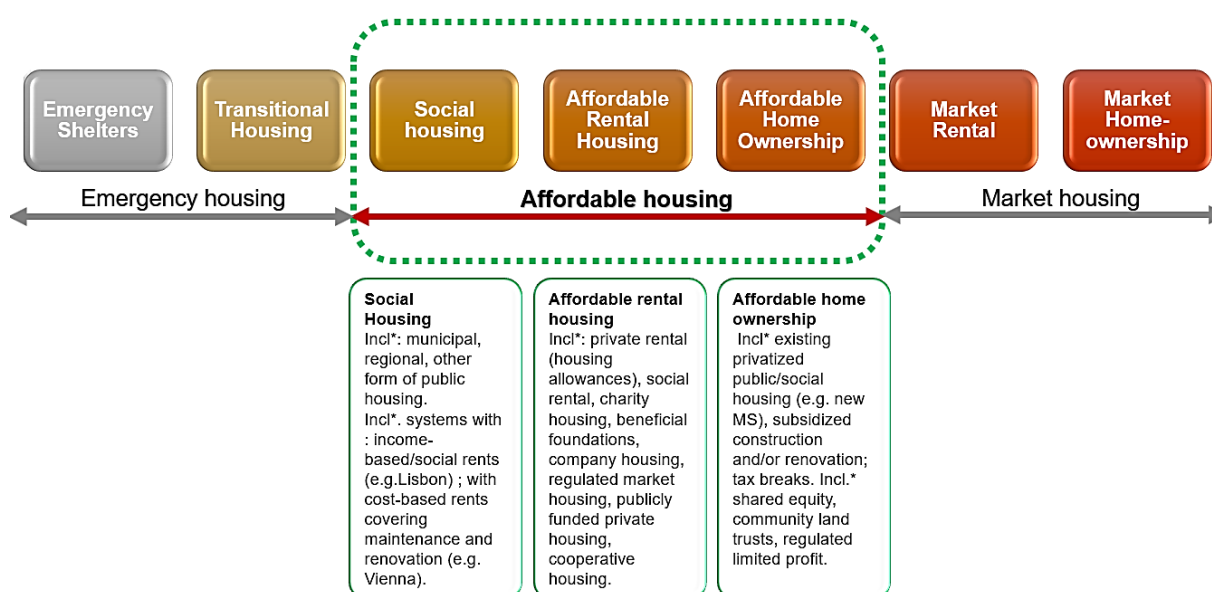 Emergency
Shelters
Transitional
Housing
Social
housing
Affordable
Rental
Housing
Affordable
Home
Ownership
Market
Rental
Market
Home-
ownership
Emergency housing
Affordable housing
Market housing
Social
Housing
Incl*: municipal,
regional, other
form of public
housing.
Incl*. systems with
: income-
based/social rents
(e.g.Lisbon) ; with
cost-based rents
covering
maintenance and
renovation (e.g.
Vienna).
Affordable rental
housing
Incl*: private rental
(housing
allowances), social
rental, charity
housing, beneficial
foundations,
company housing,
regulated market
housing, publicly
funded private
housing,
cooperative
housing.
Affordable home
ownership
Incl* existing
privatized
public/social
housing (e.g. new
MS), subsidized
construction
and/or renovation;
tax breaks. Incl.*
shared equity,
community land
trusts, regulated
limited profit.